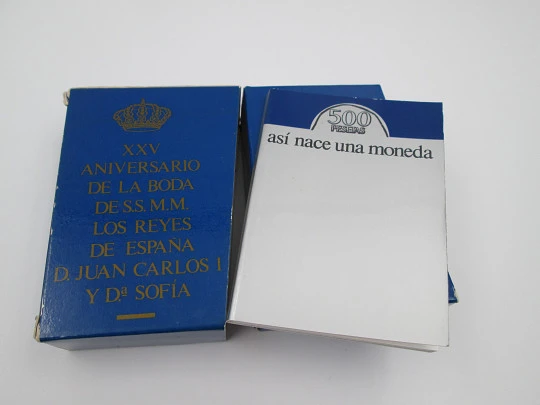 XXV
ANIVERSARIO
DE LA BODA
DE S.S. M.M.
LOS REYES
DE ESPAÑA
D. JUAN CARLOS I
Y Dª SOFÍA
500
PESETAS
así nace una moneda